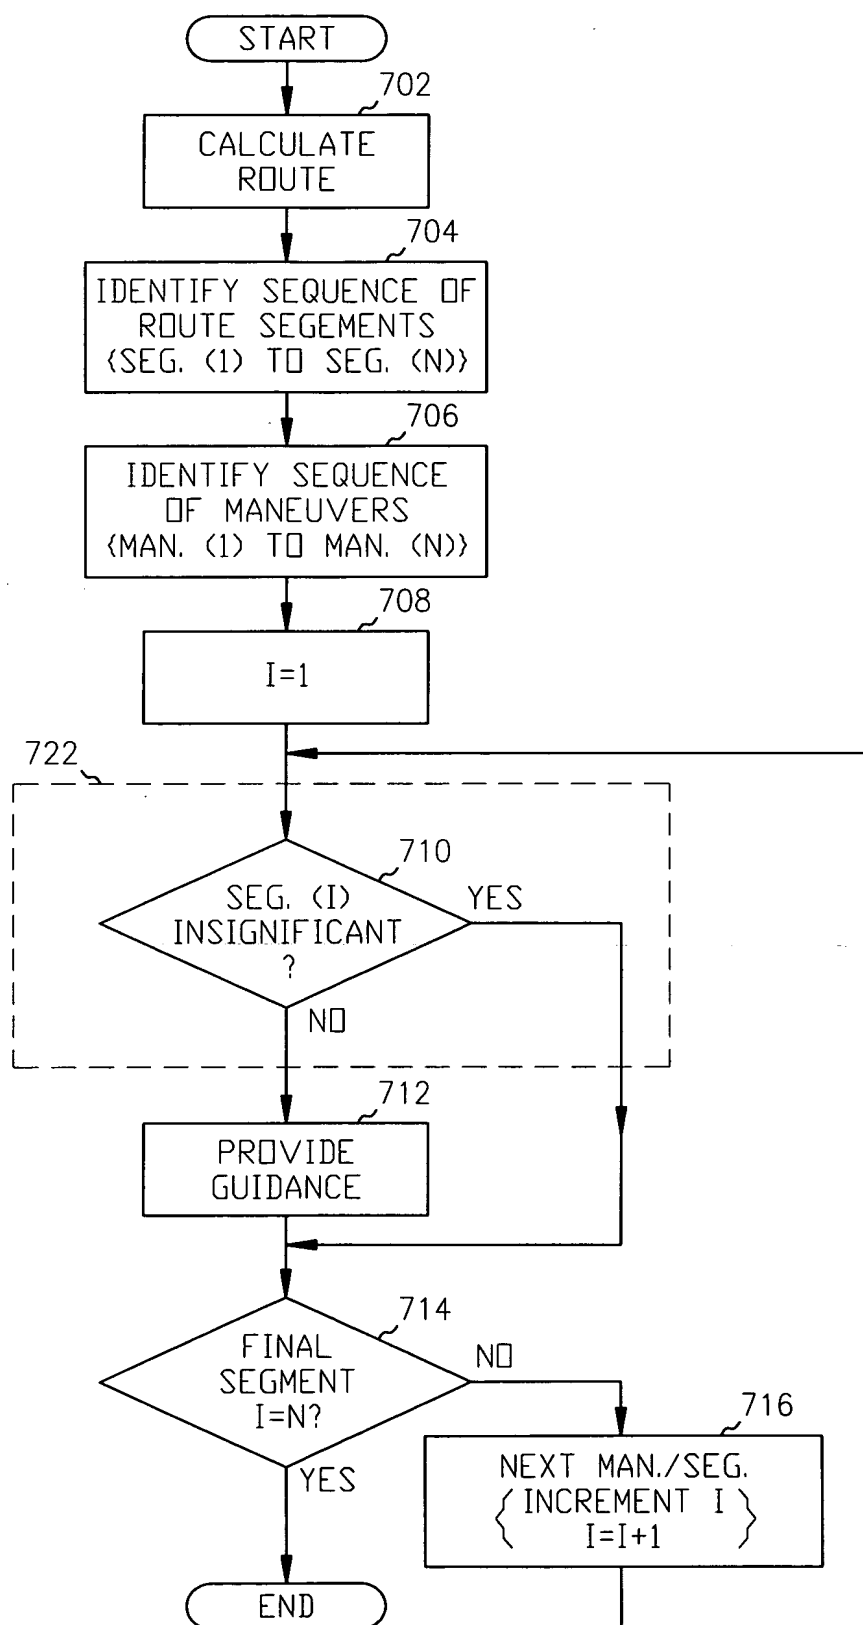 START
702
CALCULATE
ROUTE
704
IDENTIFY SEQUENCE OF
ROUTE SEGEMENTS
{SEG. (1) TO SEG. (N)}
706
IDENTIFY SEQUENCE
OF MANEUVERS
{MAN. (1) TO MAN. (N)}
708
I=1
722
710
SEG. (I)
INSIGNIFICANT
?
YES
NO
712
PROVIDE
GUIDANCE
714
FINAL
SEGMENT
I=N?
NO
YES
716
NEXT MAN./SEG.
{INCREMENT I
I=I+1}
END